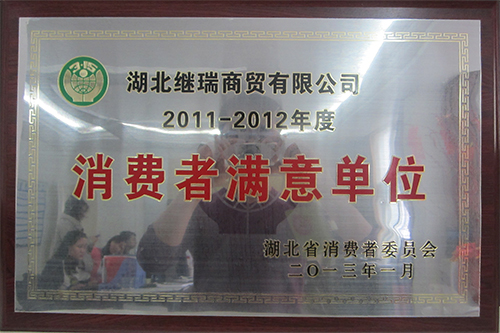 3·15
湖北继瑞商贸有限公司
2011-2012年度
消费者满意单位
湖北省消费者委员会
二〇一三年一月